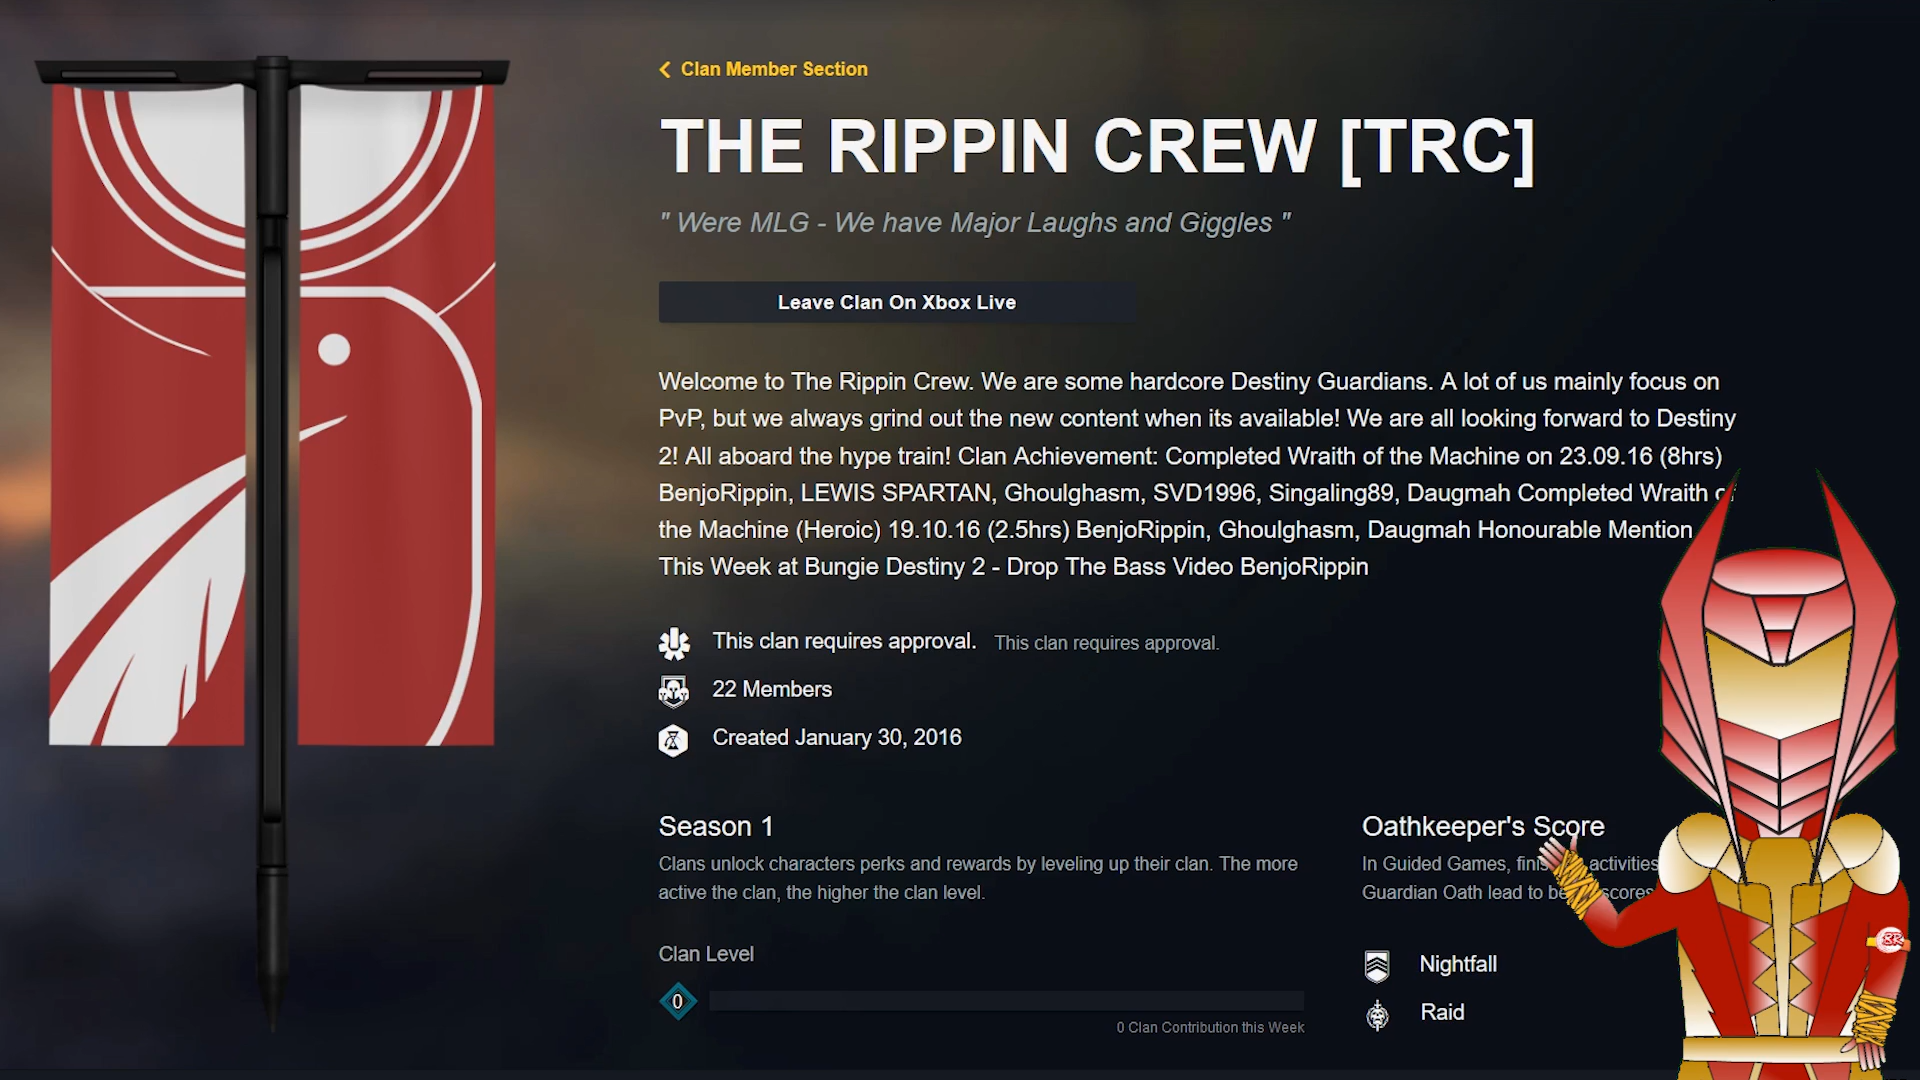 Clan Member Section
THE RIPPIN CREW [TRC]
" Were MLG - We have Major Laughs and Giggles "
Leave Clan On Xbox Live
Welcome to The Rippin Crew. We are some hardcore Destiny Guardians. A lot of us mainly focus on
PvP, but we always grind out the new content when its available! We are all looking forward to Destiny
2! All aboard the hype train! Clan Achievement: Completed Wraith of the Machine on 23.09.16 (8hrs)
BenjoRippin, LEWIS SPARTAN, Ghoulghasm, SVD1996, Singaling89, Daugmah Completed Wraith of
the Machine (Heroic) 19.10.16 (2.5hrs) BenjoRippin, Ghoulghasm, Daugmah Honourable Mention
This Week at Bungie Destiny 2 - Drop The Bass Video BenjoRippin
This clan requires approval. This clan requires approval.
22 Members
Created January 30, 2016
Season 1
Clans unlock characters perks and rewards by leveling up their clan. The more
active the clan, the higher the clan level.
Clan Level
0
0 Clan Contribution this Week
Oathkeeper's Score
In Guided Games, activities
Guardian Oath lead to scores
Nightfall
Raid
BR